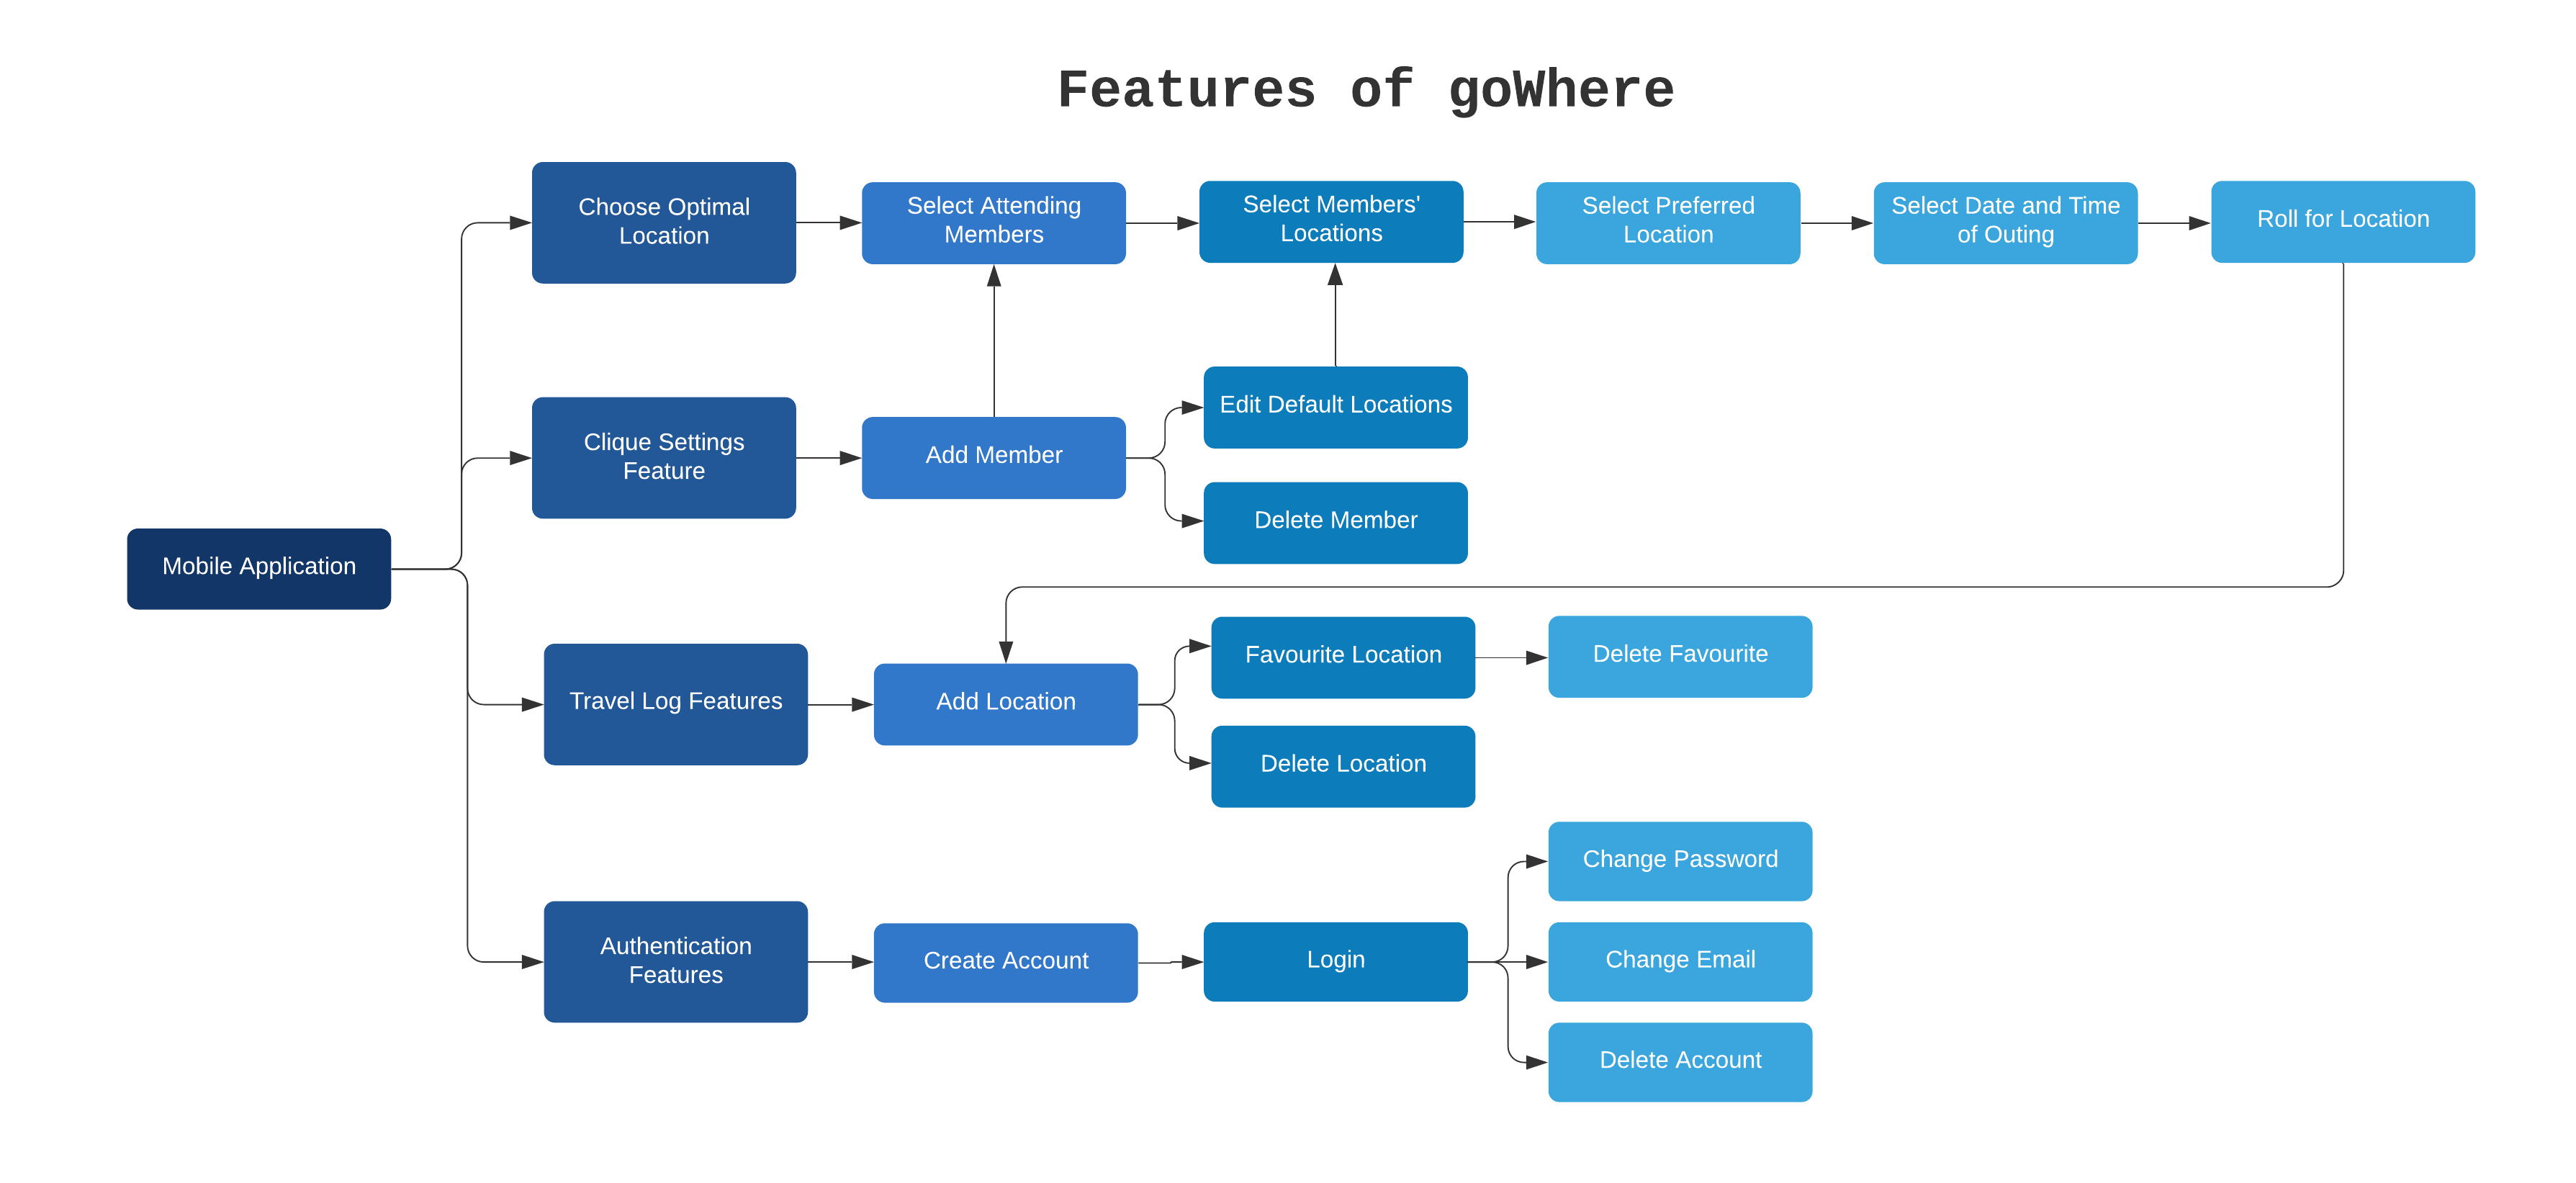 Features of goWhere
Choose Optimal
Location
Select Attending
Members
Select Members'
Locations
Select Preferred
Location
Select Date and Time
of Outing
Roll for Location
Clique Settings
Feature
Add Member
Edit Default Locations
Delete Member
Mobile Application
Travel Log Features
Add Location
Favourite Location
Delete Favourite
Delete Location
Authentication
Features
Create Account
Login
Change Password
Change Email
Delete Account